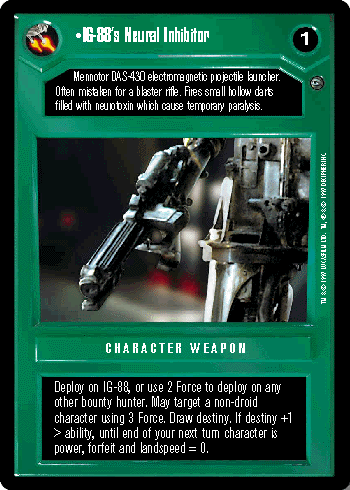 •IG-88's Neural Inhibitor
1
Mennotor DAS-430 electromagnetic projectile launcher.
Often mistaken for a blaster rifle. Fires small hollow darts
filled with neurotoxin which cause temporary paralysis.
CHARACTER WEAPON
Deploy on IG-88, or use 2 Force to deploy on any
other bounty hunter. May target a non-droid
character using 3 Force. Draw destiny. If destiny +1
> ability, until end of your next turn character is
power, forfeit and landspeed = 0.